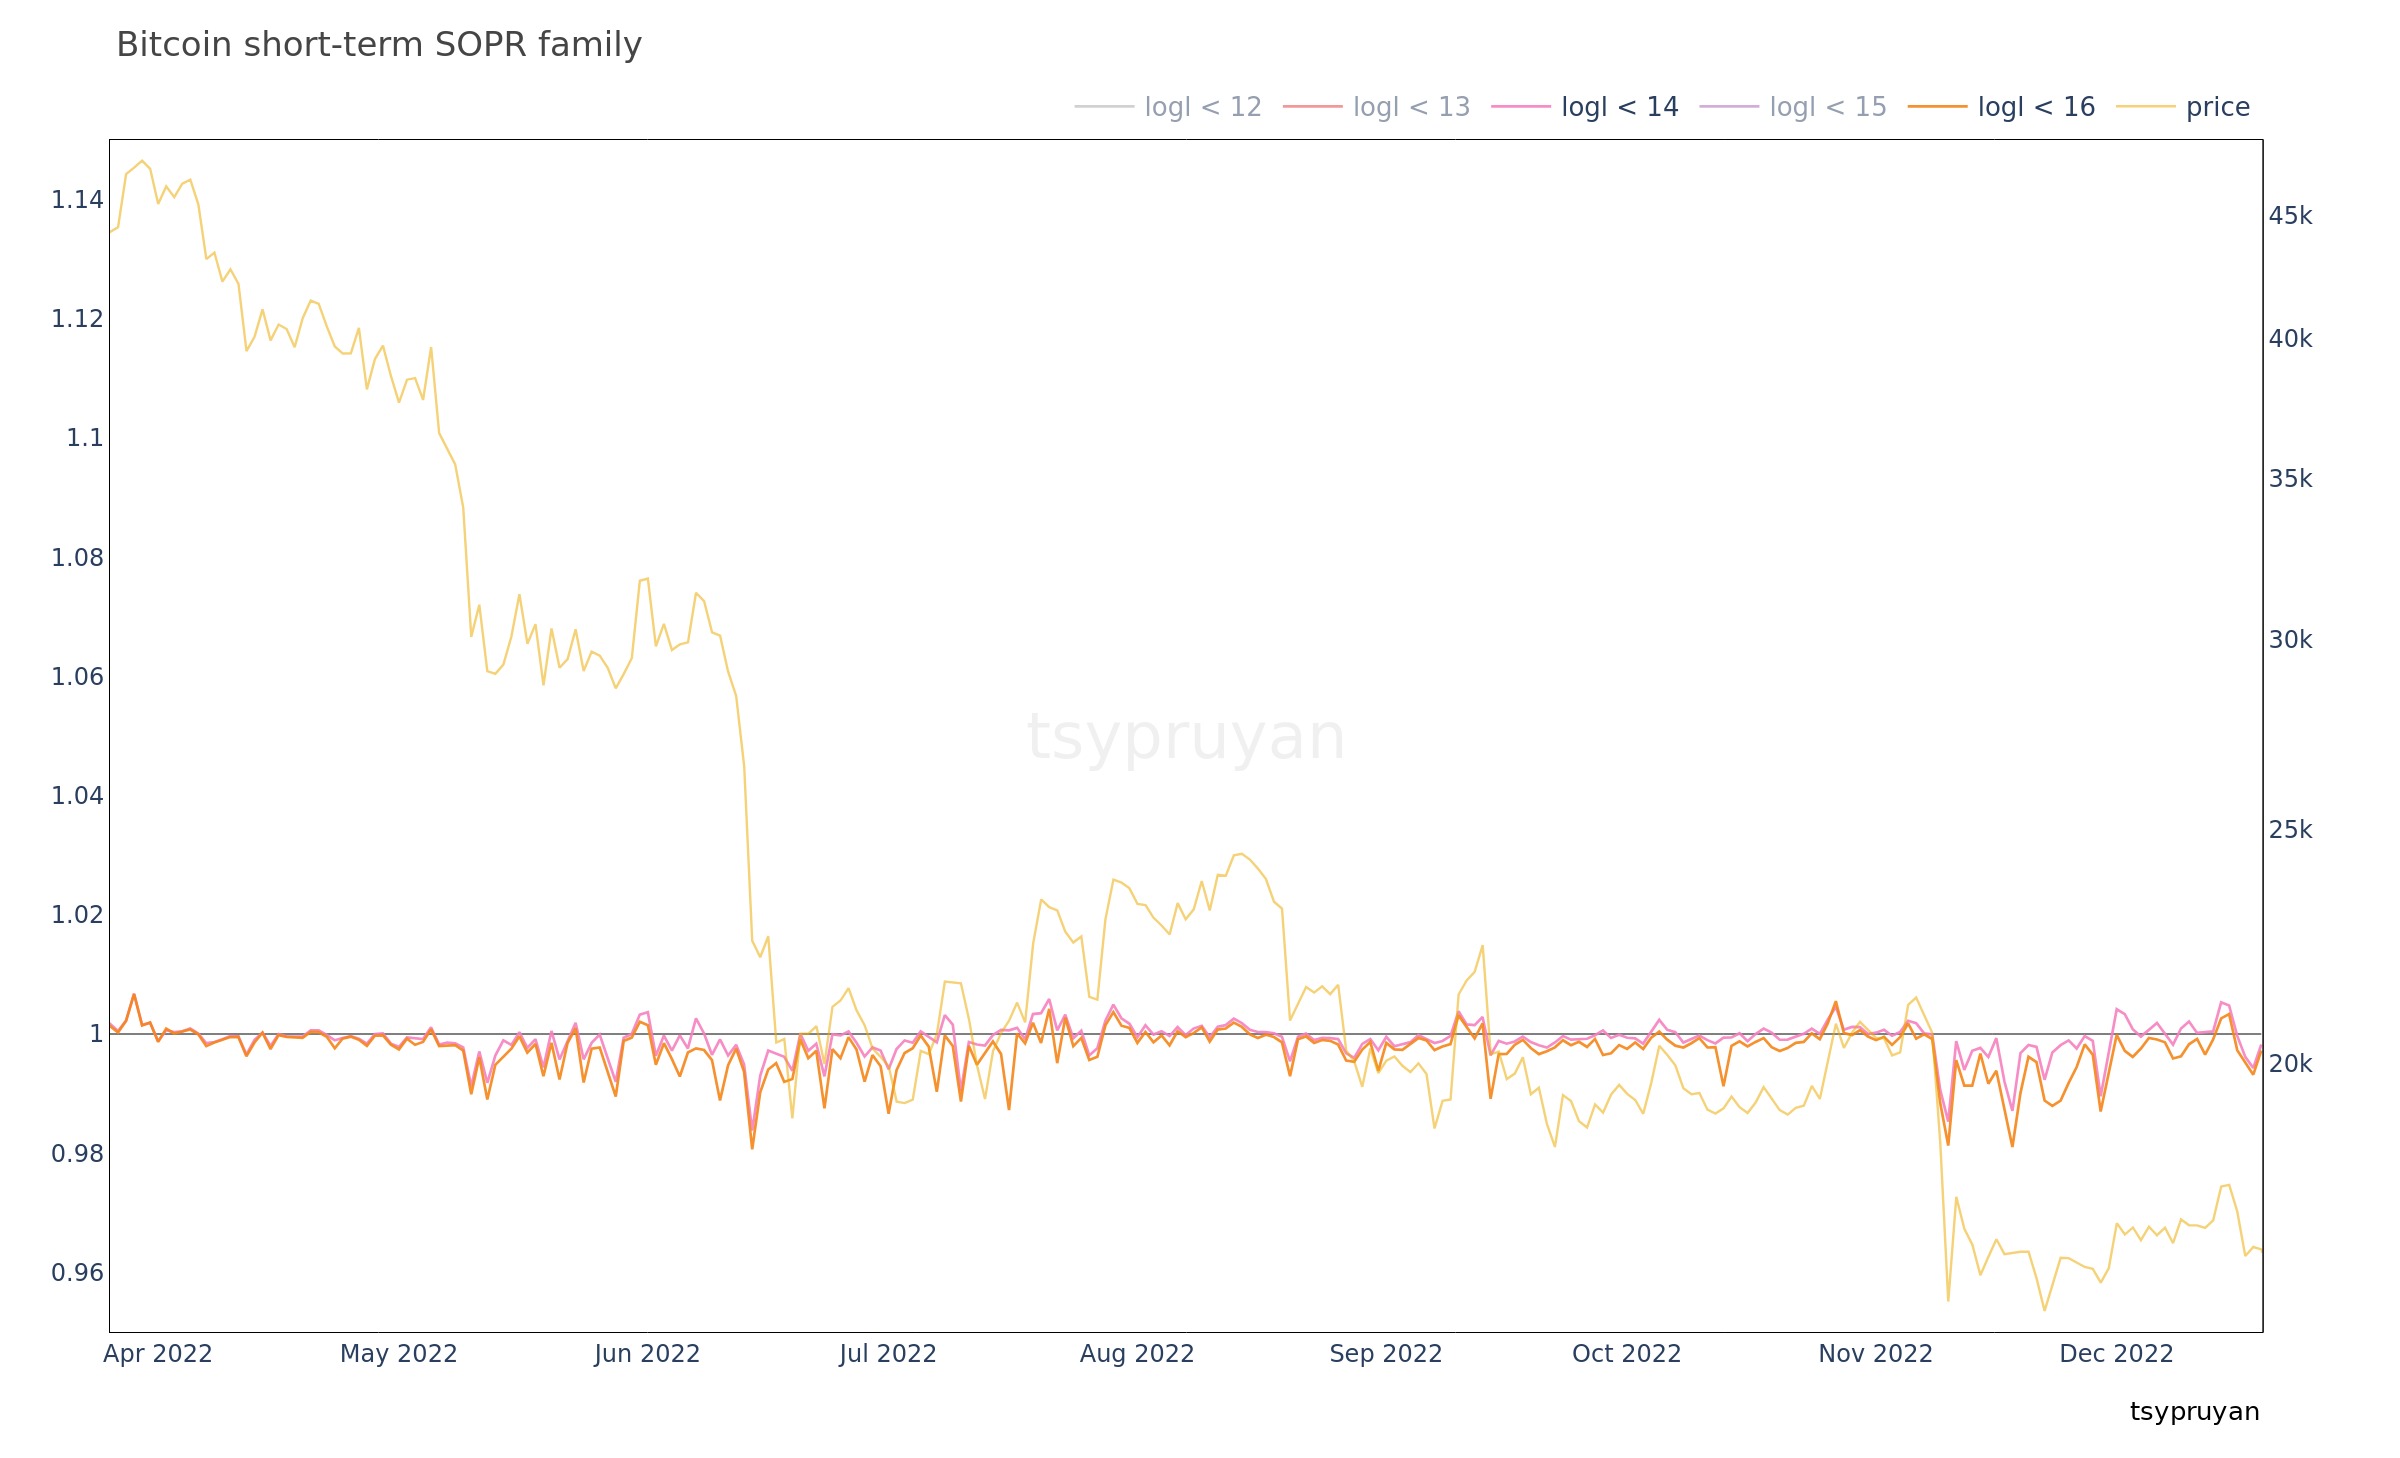 Bitcoin short-term SOPR family
logl < 12 logl < 13 logl < 14 logl < 15 logl < 16 price
1.14
1.12
1.1
1.08
1.06
1.04
1.02
1
0.98
0.96
45k
40k
35k
30k
25k
20k
tsypruyan
Apr 2022 May 2022 Jun 2022 Jul 2022 Aug 2022 Sep 2022 Oct 2022 Nov 2022 Dec 2022
tsypruyan